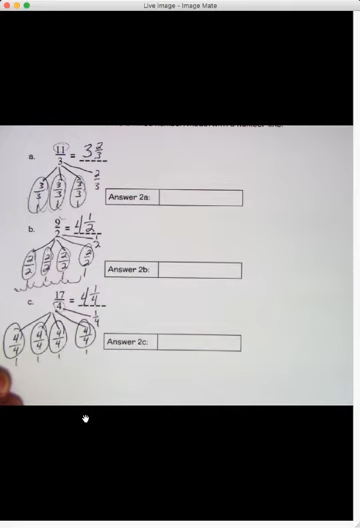 Live Image - Image Mate
a. 11/3 = 3 2/3
3/3 3/3 3/3 2/3
1 1 1
Answer 2a:
b. 9/2 = 4 1/2
2/2 2/2 2/2 2/2 1/2
1 1 1 1
Answer 2b:
c. 17/4 = 4 1/4
4/4 4/4 4/4 4/4 1/4
1 1 1 1
Answer 2c: